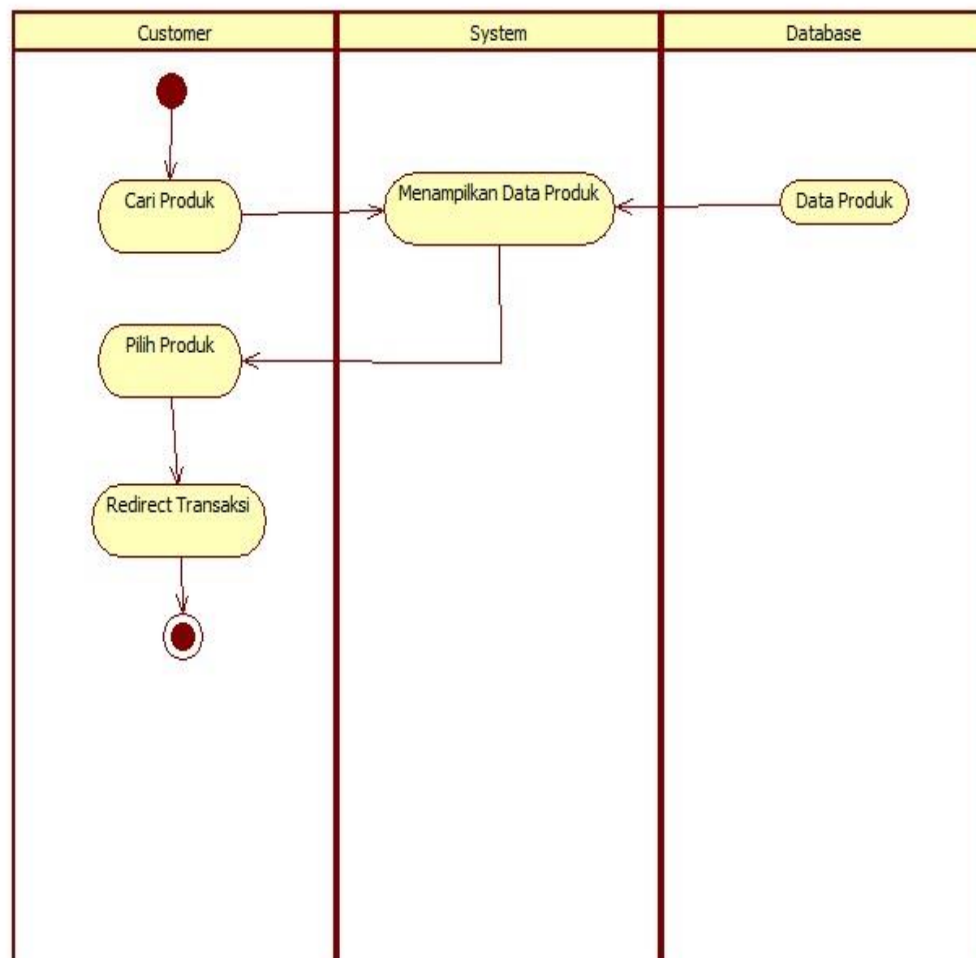 Customer
System
Database
Cari Produk
Menampilkan Data Produk
Data Produk
Pilih Produk
Redirect Transaksi